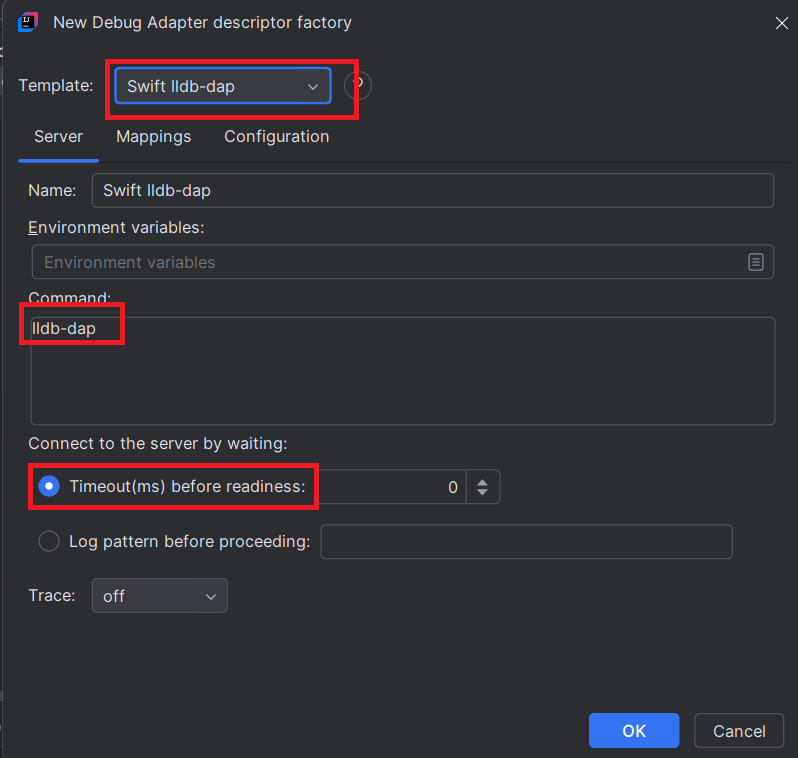 New Debug Adapter descriptor factory
Template: Swift lldb-dap ?
Server Mappings Configuration
Name: Swift lldb-dap
Environment variables:
Environment variables
Command:
lldb-dap
Connect to the server by waiting:
Timeout(ms) before readiness: 0
Log pattern before proceeding:
Trace: off
OK Cancel